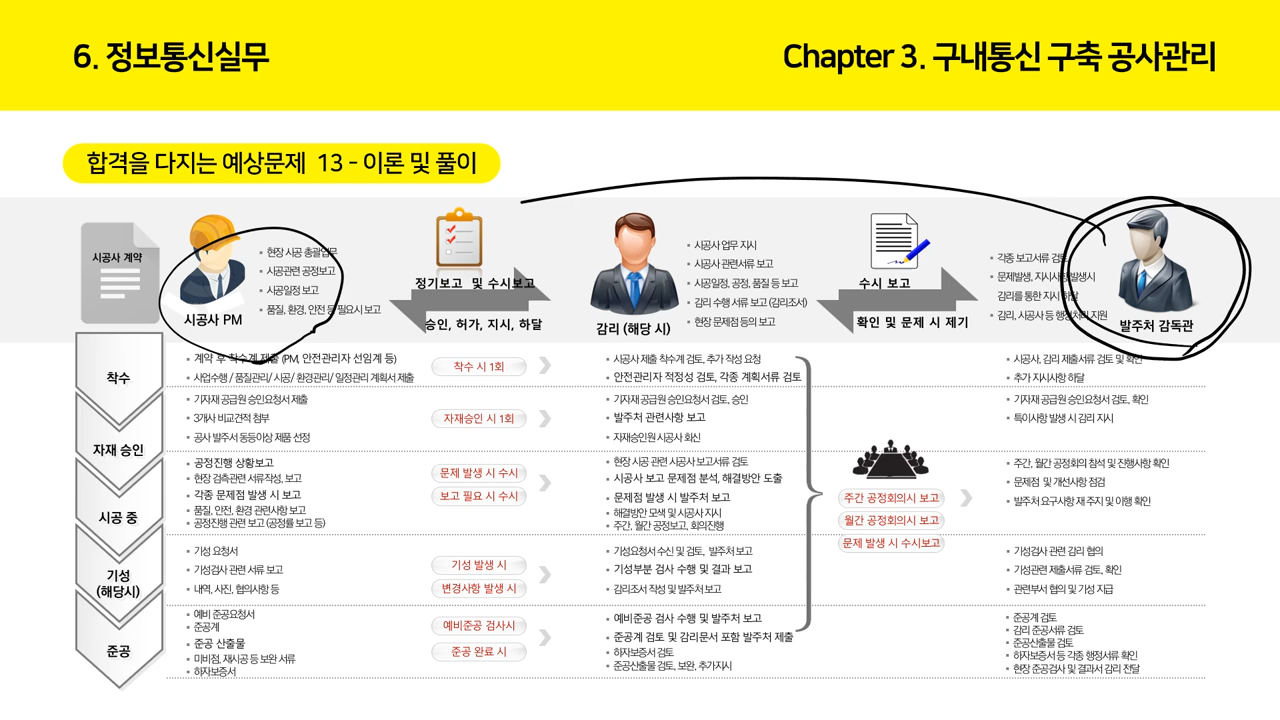 6. 정보통신실무
Chapter 3. 구내통신 구축 공사관리
합격을 다지는 예상문제 13 - 이론 및 풀이
시공사 계약
시공사 PM
▪ 현장 시공 총괄업무
▪ 시공관련 공정보고
▪ 시공일정 보고
▪ 품질, 환경, 안전 등 필요시 보고
정기보고 및 수시보고
승인, 허가, 지시, 하달
감리 (해당 시)
▪ 시공사 업무 지시
▪ 시공사 관련서류 보고
▪ 시공일정, 공정, 품질 등 보고
▪ 감리 수행 서류 보고 (감리조서)
▪ 현장 문제점 등의 보고
수시 보고
확인 및 문제 시 제기
▪ 각종 보고서류 검토
▪ 문제발생, 지시사항 발생시
감리를 통한 지시 하달
▪ 감리, 시공사 등 행정처리 지원
발주처 감독관
착수
▪ 계약 후 착수계 제출 (PM, 안전관리자 선임계 등)
▪ 사업수행 / 품질관리 / 시공 / 환경관리 / 일정관리 계획서 제출
착수 시 1회
▪ 시공사 제출 착수계 검토, 추가 작성 요청
▪ 안전관리자 적정성 검토, 각종 계획서류 검토
▪ 시공사, 감리 제출서류 검토 및 확인
▪ 추가 지시사항 하달
자재 승인
▪ 기자재 공급원 승인요청서 제출
▪ 3개사 비교견적 첨부
▪ 공사 발주서 동등이상 제품 선정
자재승인 시 1회
▪ 기자재 공급원 승인요청서 검토, 승인
▪ 발주처 관련사항 보고
▪ 자재승인원 시공사 회신
▪ 기자재 공급원 승인요청서 검토, 확인
▪ 특이사항 발생 시 감리 지시
시공 중
▪ 공정진행 상황보고
▪ 현장 검측관련 서류작성, 보고
▪ 각종 문제점 발생 시 보고
▪ 품질, 안전, 환경 관련사항 보고
▪ 공정진행 관련 보고 (공정률 보고 등)
문제 발생 시 수시
보고 필요 시 수시
▪ 현장 시공 관련 시공사 보고서류 검토
▪ 시공사 보고 문제점 분석, 해결방안 도출
▪ 문제점 발생 시 발주처 보고
▪ 해결방안 모색 및 시공사 지시
▪ 주간, 월간 공정보고, 회의진행
주간 공정회의시 보고
월간 공정회의시 보고
문제 발생 시 수시보고
▪ 주간, 월간 공정회의 참석 및 진행사항 확인
▪ 문제점 및 개선사항 점검
▪ 발주처 요구사항 재 주지 및 이행 확인
기성
(해당시)
▪ 기성 요청서
▪ 기성검사 관련 서류 보고
▪ 내역, 사진, 협의사항 등
기성 발생 시
변경사항 발생 시
▪ 기성요청서 수신 및 검토, 발주처 보고
▪ 기성부분 검사 수행 및 결과 보고
▪ 감리조서 작성 및 발주처 보고
▪ 기성검사 관련 감리 협의
▪ 기성관련 제출서류 검토, 확인
▪ 관련부서 협의 및 기성 지급
준공
▪ 예비 준공요청서
▪ 준공계
▪ 준공 산출물
▪ 미비점, 재시공 등 보완 서류
▪ 하자보증서
예비준공 검사시
준공 완료 시
▪ 예비준공 검사 수행 및 발주처 보고
▪ 준공계 검토 및 감리문서 포함 발주처 제출
▪ 하자보증서 검토
▪ 준공산출물 검토, 보완, 추가지시
▪ 준공계 검토
▪ 감리 준공서류 검토
▪ 준공산출물 검토
▪ 하자보증서 등 각종 행정서류 확인
▪ 현장 준공검사 및 결과서 감리 전달